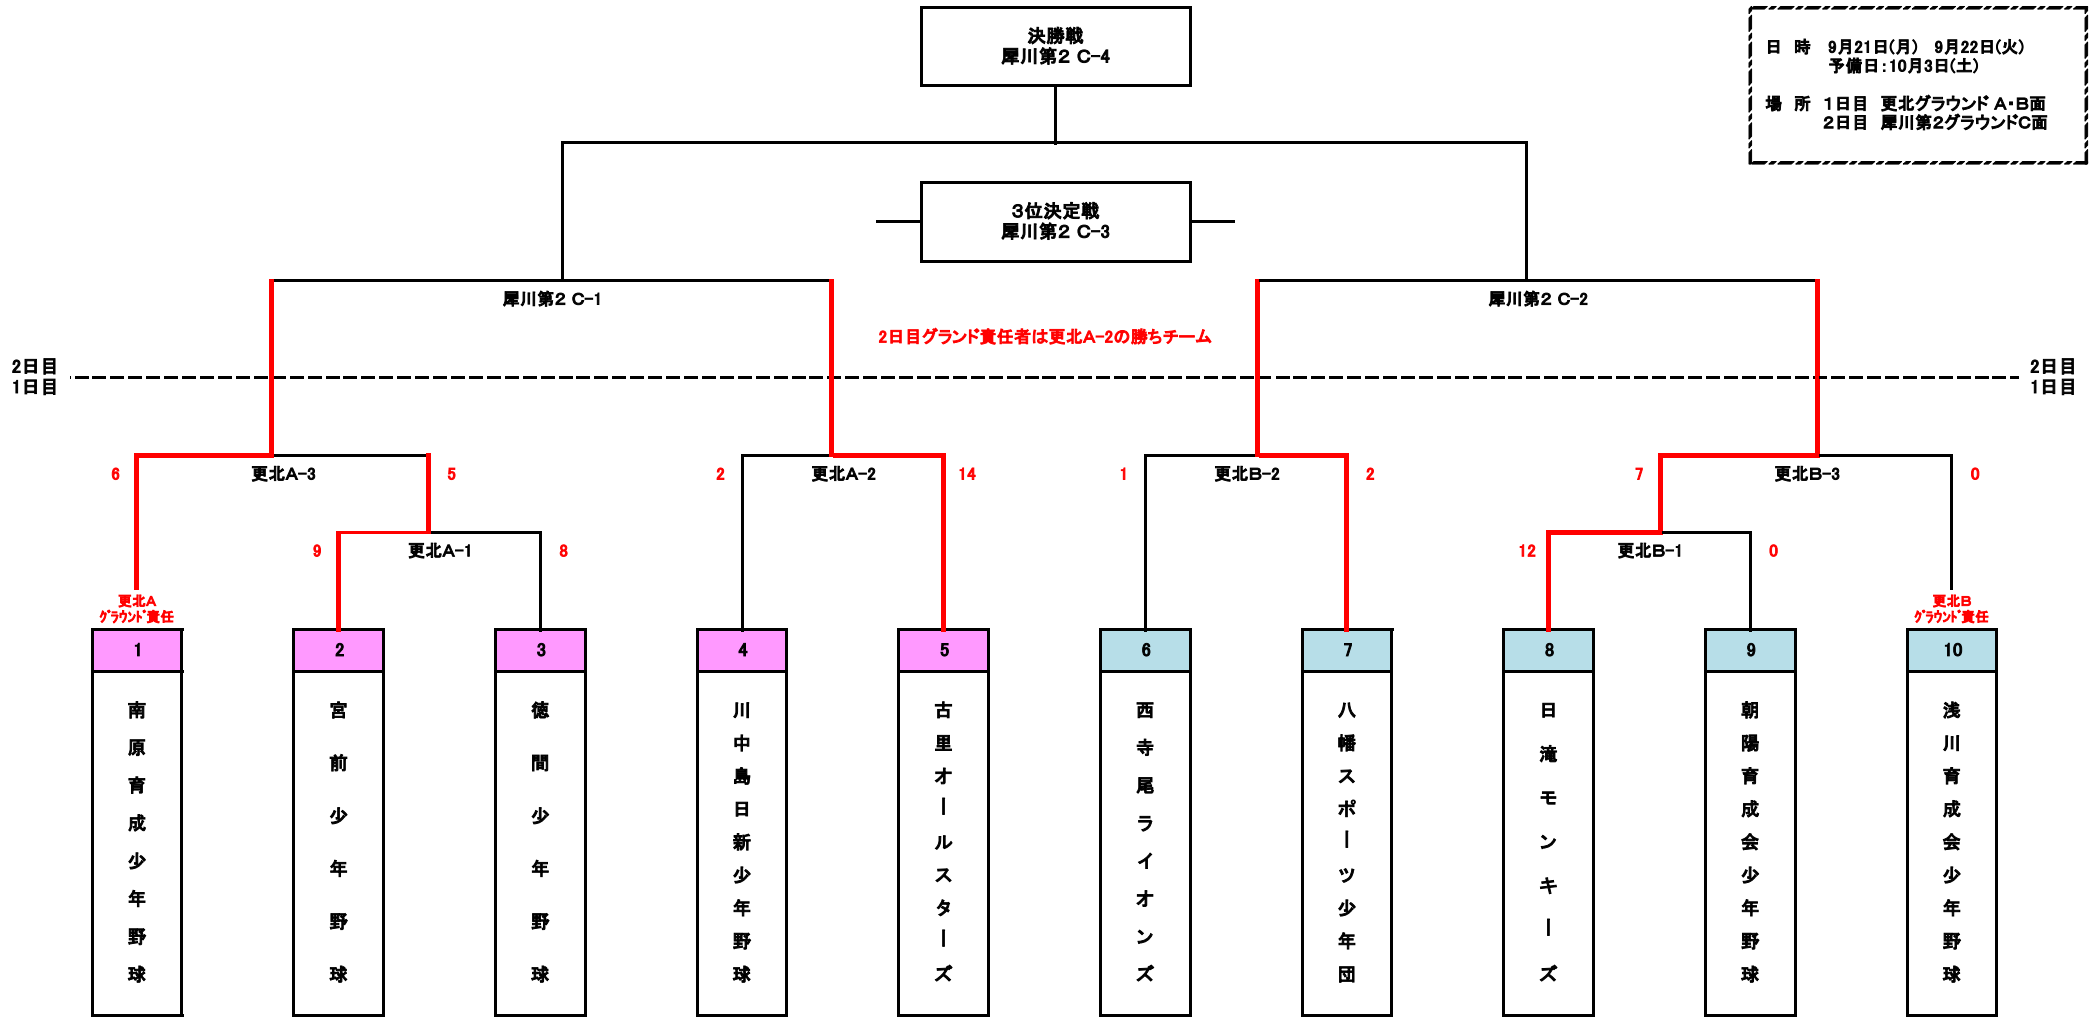 決勝戦
犀川第2 C-4
日 時 9月21日(月) 9月22日(火)
予備日:10月3日(土)
場 所 1日目 更北グラウンド A・B面
2日目 犀川第2グラウンドC面
3位決定戦
犀川第2 C-3
犀川第2 C-1
犀川第2 C-2
2日目グランド責任者は更北A-2の勝ちチーム
2日目
1日目
2日目
1日目
6
更北A-3
5
2
更北A-2
14
1
更北B-2
2
7
更北B-3
0
9
更北A-1
8
12
更北B-1
0
更北A
グラウンド責任
更北B
グラウンド責任
1
2
3
4
5
6
7
8
9
10
南原育成少年野球
宮前少年野球
徳間少年野球
川中島日新少年野球
古里オールスターズ
西寺尾ライオンズ
八幡スポーツ少年団
日滝モンキーズ
朝陽育成会少年野球
浅川育成会少年野球